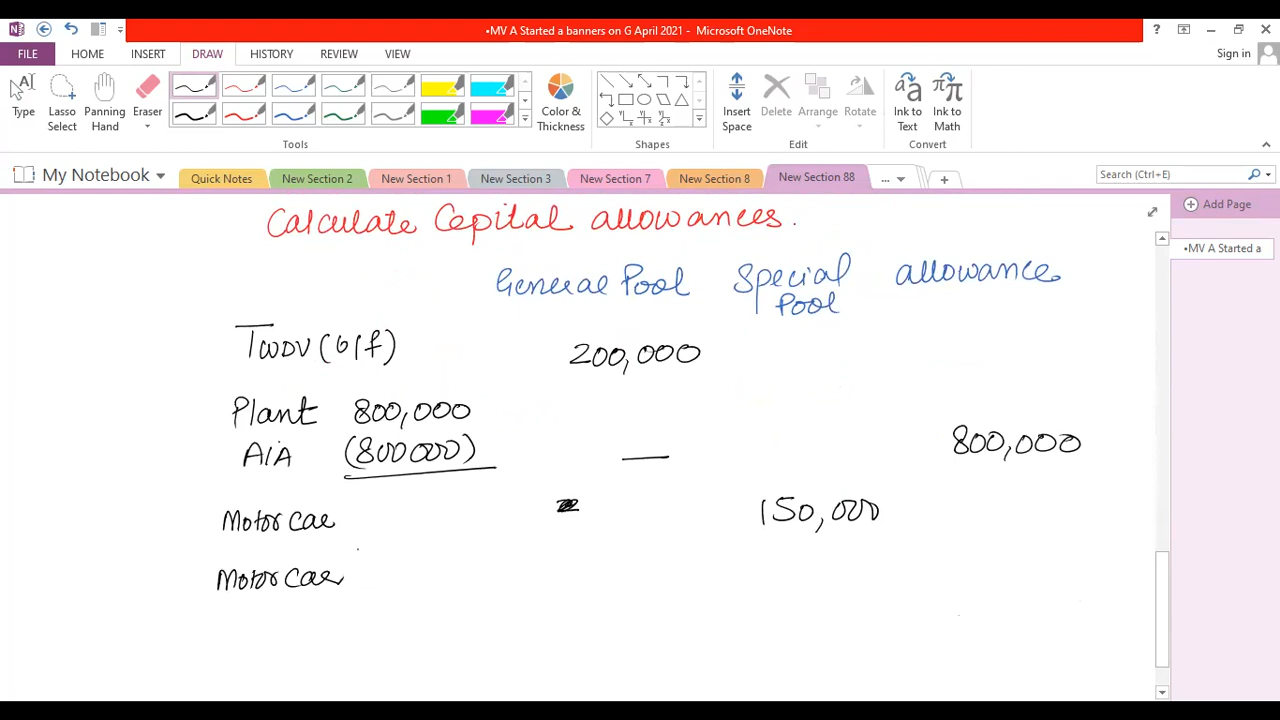 •MV A Started a banners on G April 2021 - Microsoft OneNote
FILE HOME INSERT DRAW HISTORY REVIEW VIEW
Sign in
Type
Lasso Select
Panning Hand
Eraser
Color & Thickness
Insert Space
Delete
Arrange
Rotate
Ink to Text
Ink to Math
Tools
Shapes
Edit
Convert
My Notebook
Quick Notes
New Section 2
New Section 1
New Section 3
New Section 7
New Section 8
New Section 88
...
Search (Ctrl+E)
Add Page
•MV A Started a
Calculate Capital allowances.
General Pool Special Pool allowance
TWDV (b/f) 200,000
Plant 800,000
AIA (800000) — 800,000
Motor Car 150,000
Motor Car